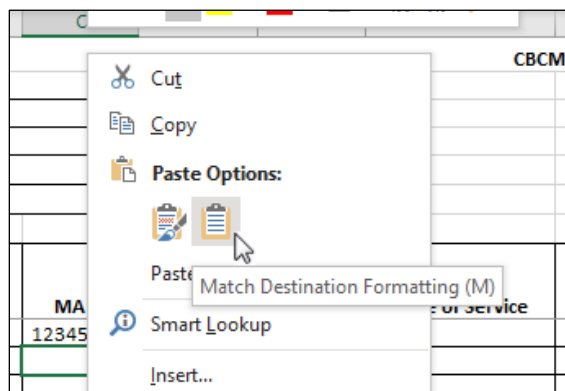 C
CBCM
Cut
Copy
Paste Options:
Paste
Match Destination Formatting (M)
MA
of Service
12345
Smart Lookup
Insert...